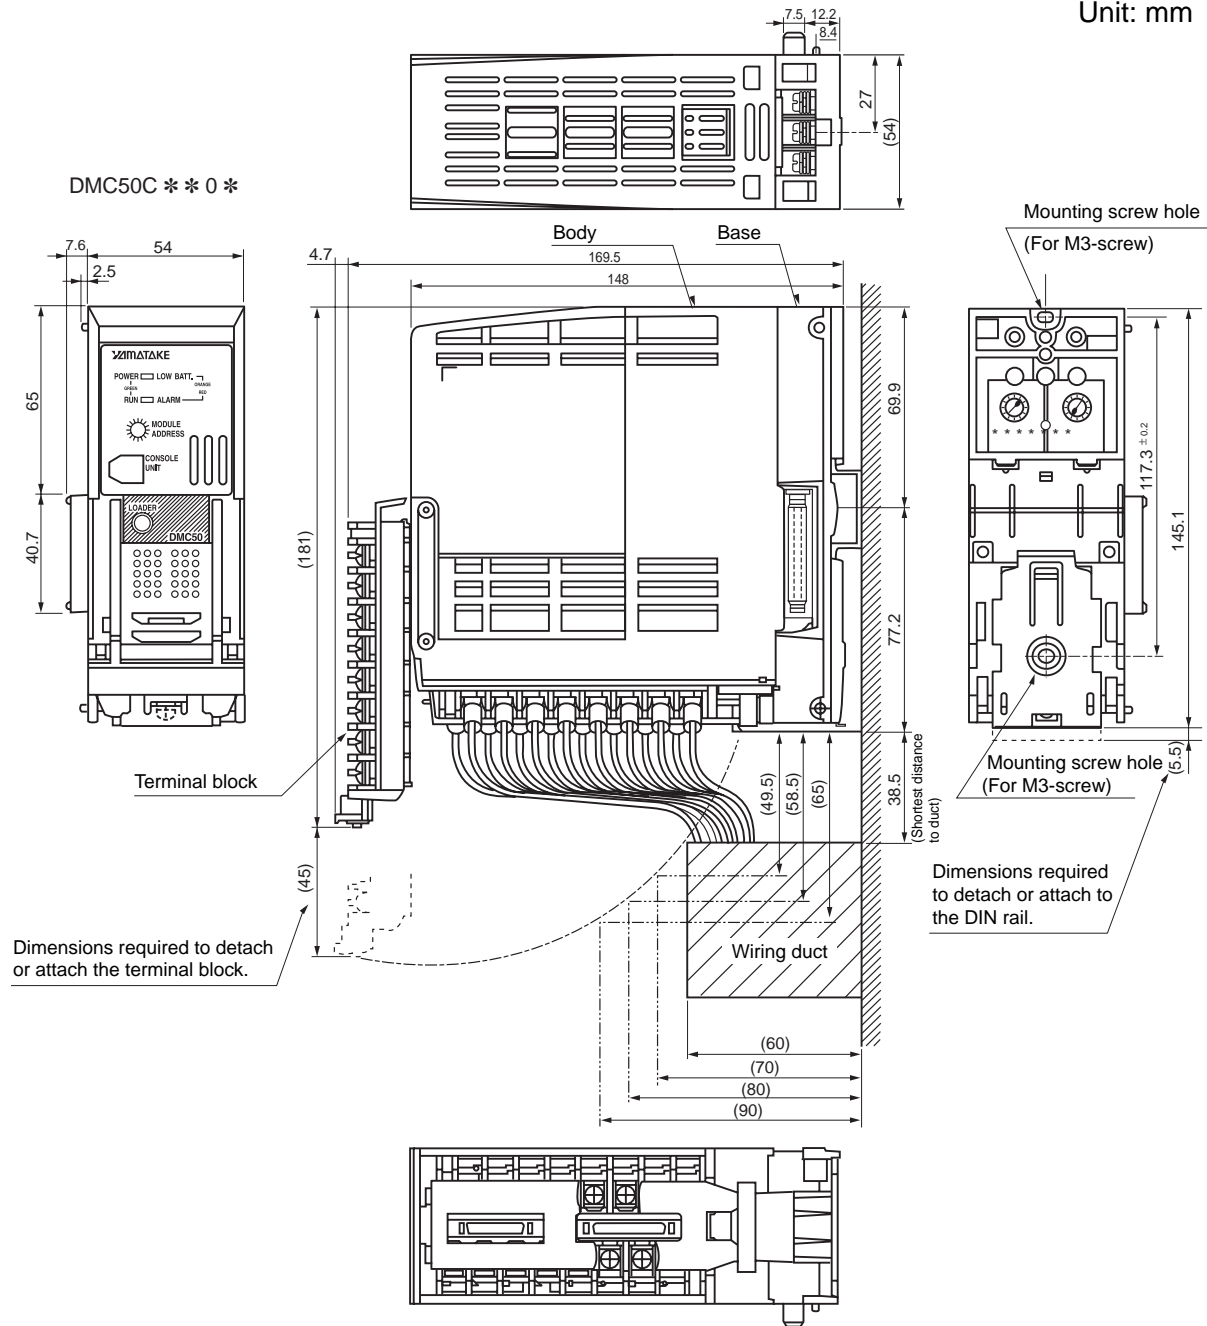 Unit: mm
7.5 12.2
8.4
27
(54)
DMC50C ＊＊0＊
7.6 54
2.5
65
40.7
YAMATAKE
POWER LOW BATT.
GREEN ORANGE
RED
RUN ALARM
MODULE
ADDRESS
CONSOLE
UNIT
LOADER
DMC50
Body
Base
4.7 169.5
148
(181)
69.9
77.2
38.5
(Shortest distance
to duct)
(49.5)
(58.5)
(65)
Terminal block
(45)
Dimensions required to detach
or attach the terminal block.
Wiring duct
(60)
(70)
(80)
(90)
Mounting screw hole
(For M3-screw)
* * * * * * *
117.3 ± 0.2
145.1
(5.5)
Mounting screw hole
(For M3-screw)
Dimensions required
to detach or attach to
the DIN rail.